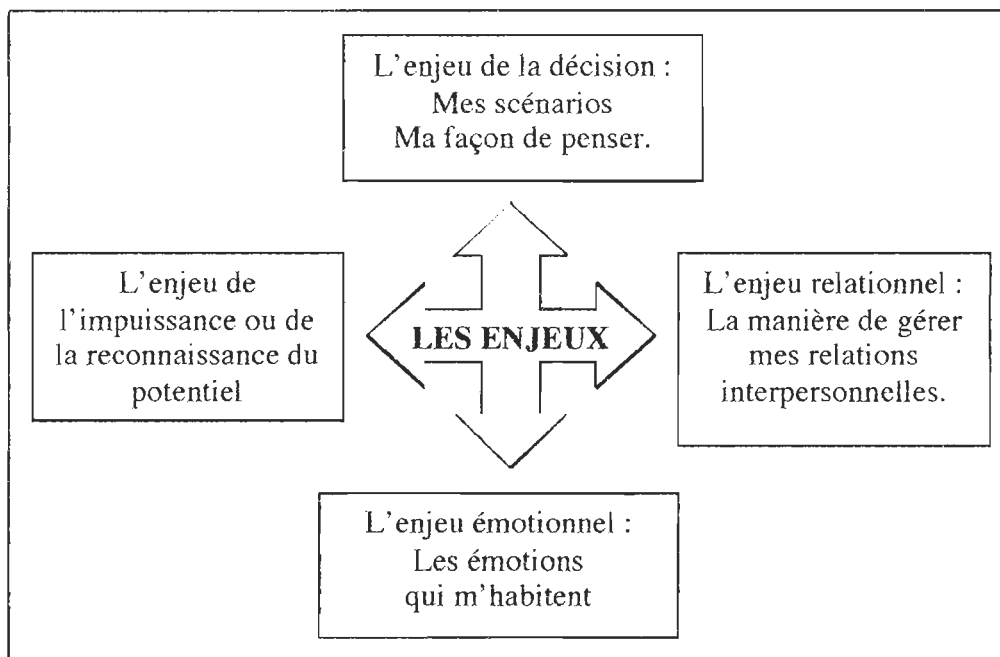 L'enjeu de la décision :
Mes scénarios
Ma façon de penser.
L'enjeu de
l'impuissance ou de
la reconnaissance du
potentiel
LES ENJEUX
L'enjeu relationnel :
La manière de gérer
mes relations
interpersonnelles.
L'enjeu émotionnel :
Les émotions
qui m'habitent